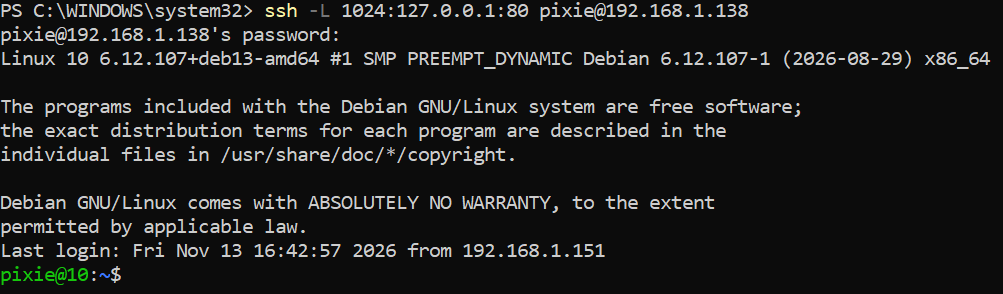 PS C:\WINDOWS\system32> ssh -L 1024:127.0.0.1:80 pixie@192.168.1.138
pixie@192.168.1.138's password:
Linux 10 6.12.107+deb13-amd64 #1 SMP PREEMPT_DYNAMIC Debian 6.12.107-1 (2026-08-29) x86_64
The programs included with the Debian GNU/Linux system are free software;
the exact distribution terms for each program are described in the
individual files in /usr/share/doc/*/copyright.
Debian GNU/Linux comes with ABSOLUTELY NO WARRANTY, to the extent
permitted by applicable law.
Last login: Fri Nov 13 16:42:57 2026 from 192.168.1.151
pixie@10:~$